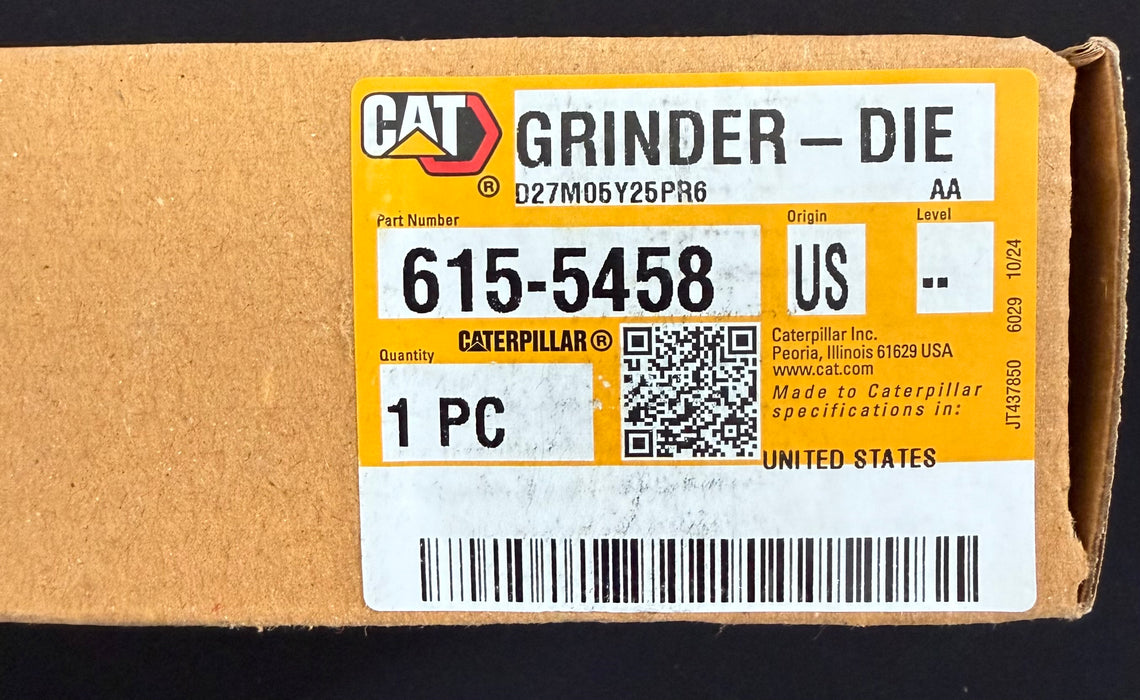 CAT
GRINDER – DIE
®
D27M05Y25PR6 AA
Part Number
Origin
Level
615-5458
US
--
CATERPILLAR®
Quantity
1 PC
Caterpillar Inc.
Peoria, Illinois 61629 USA
www.cat.com
Made to Caterpillar
specifications in:
UNITED STATES
JT437850 6029 10/24